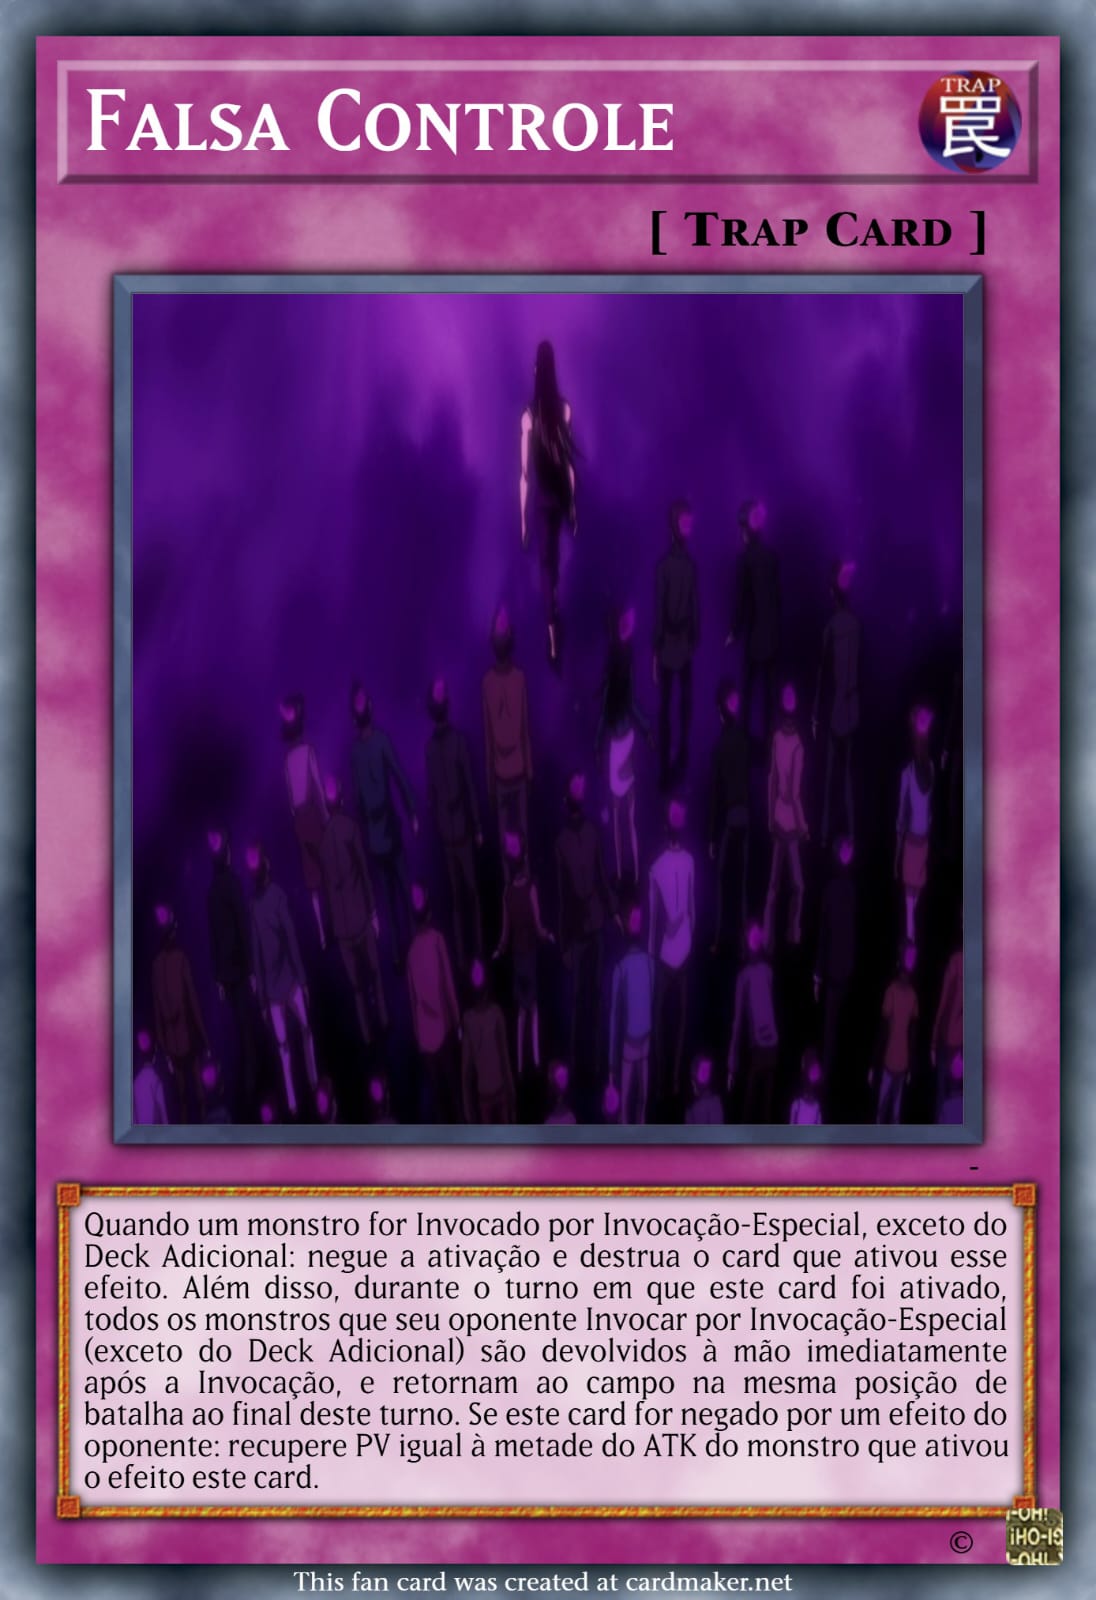 Falsa Controle
TRAP
罠
[ Trap Card ]
-
Quando um monstro for Invocado por Invocação-Especial, exceto do
Deck Adicional: negue a ativação e destrua o card que ativou esse
efeito. Além disso, durante o turno em que este card foi ativado,
todos os monstros que seu oponente Invocar por Invocação-Especial
(exceto do Deck Adicional) são devolvidos à mão imediatamente
após a Invocação, e retornam ao campo na mesma posição de
batalha ao final deste turno. Se este card for negado por um efeito do
oponente: recupere PV igual à metade do ATK do monstro que ativou
o efeito este card.
©
This fan card was created at cardmaker.net